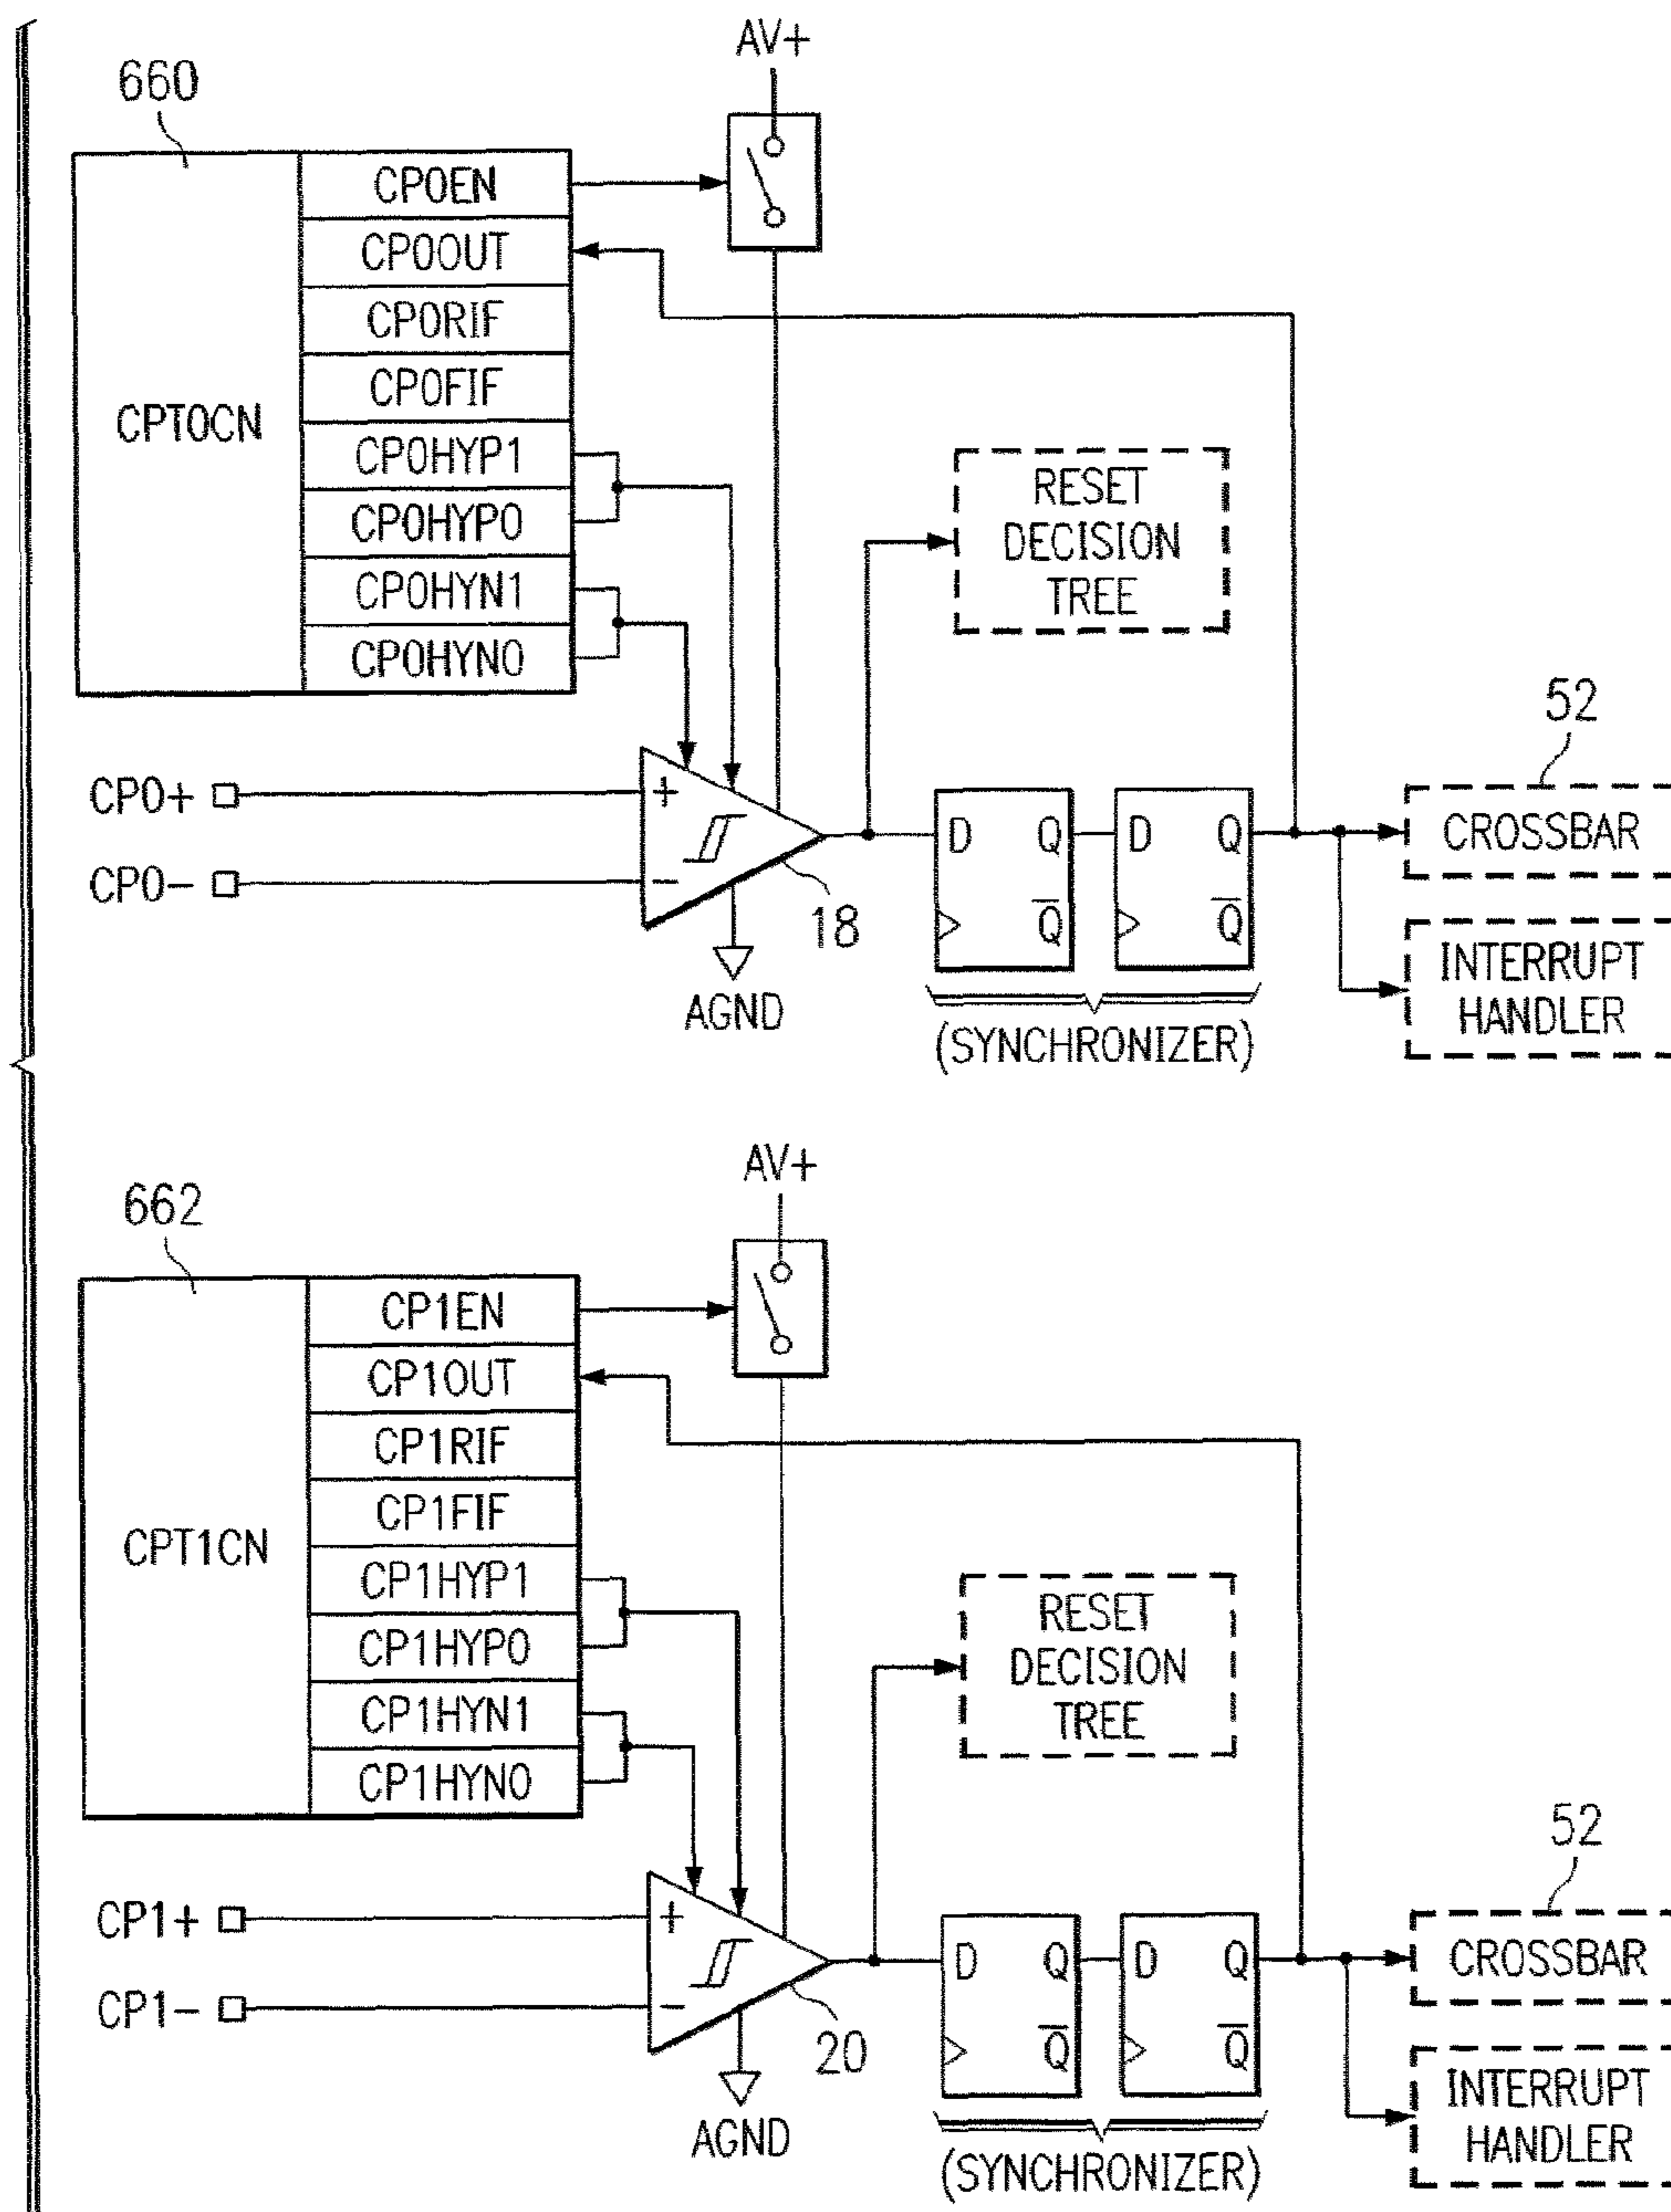 AV+
660
CPT0CN
CP0EN
CP0OUT
CP0RIF
CP0FIF
CP0HYP1
CP0HYP0
CP0HYN1
CP0HYN0
RESET
DECISION
TREE
52
CP0+
CP0-
+
-
18
AGND
D Q
Q̅
D Q
Q̅
(SYNCHRONIZER)
CROSSBAR
INTERRUPT
HANDLER
AV+
662
CPT1CN
CP1EN
CP1OUT
CP1RIF
CP1FIF
CP1HYP1
CP1HYP0
CP1HYN1
CP1HYN0
RESET
DECISION
TREE
52
CP1+
CP1-
+
-
20
AGND
D Q
Q̅
D Q
Q̅
(SYNCHRONIZER)
CROSSBAR
INTERRUPT
HANDLER